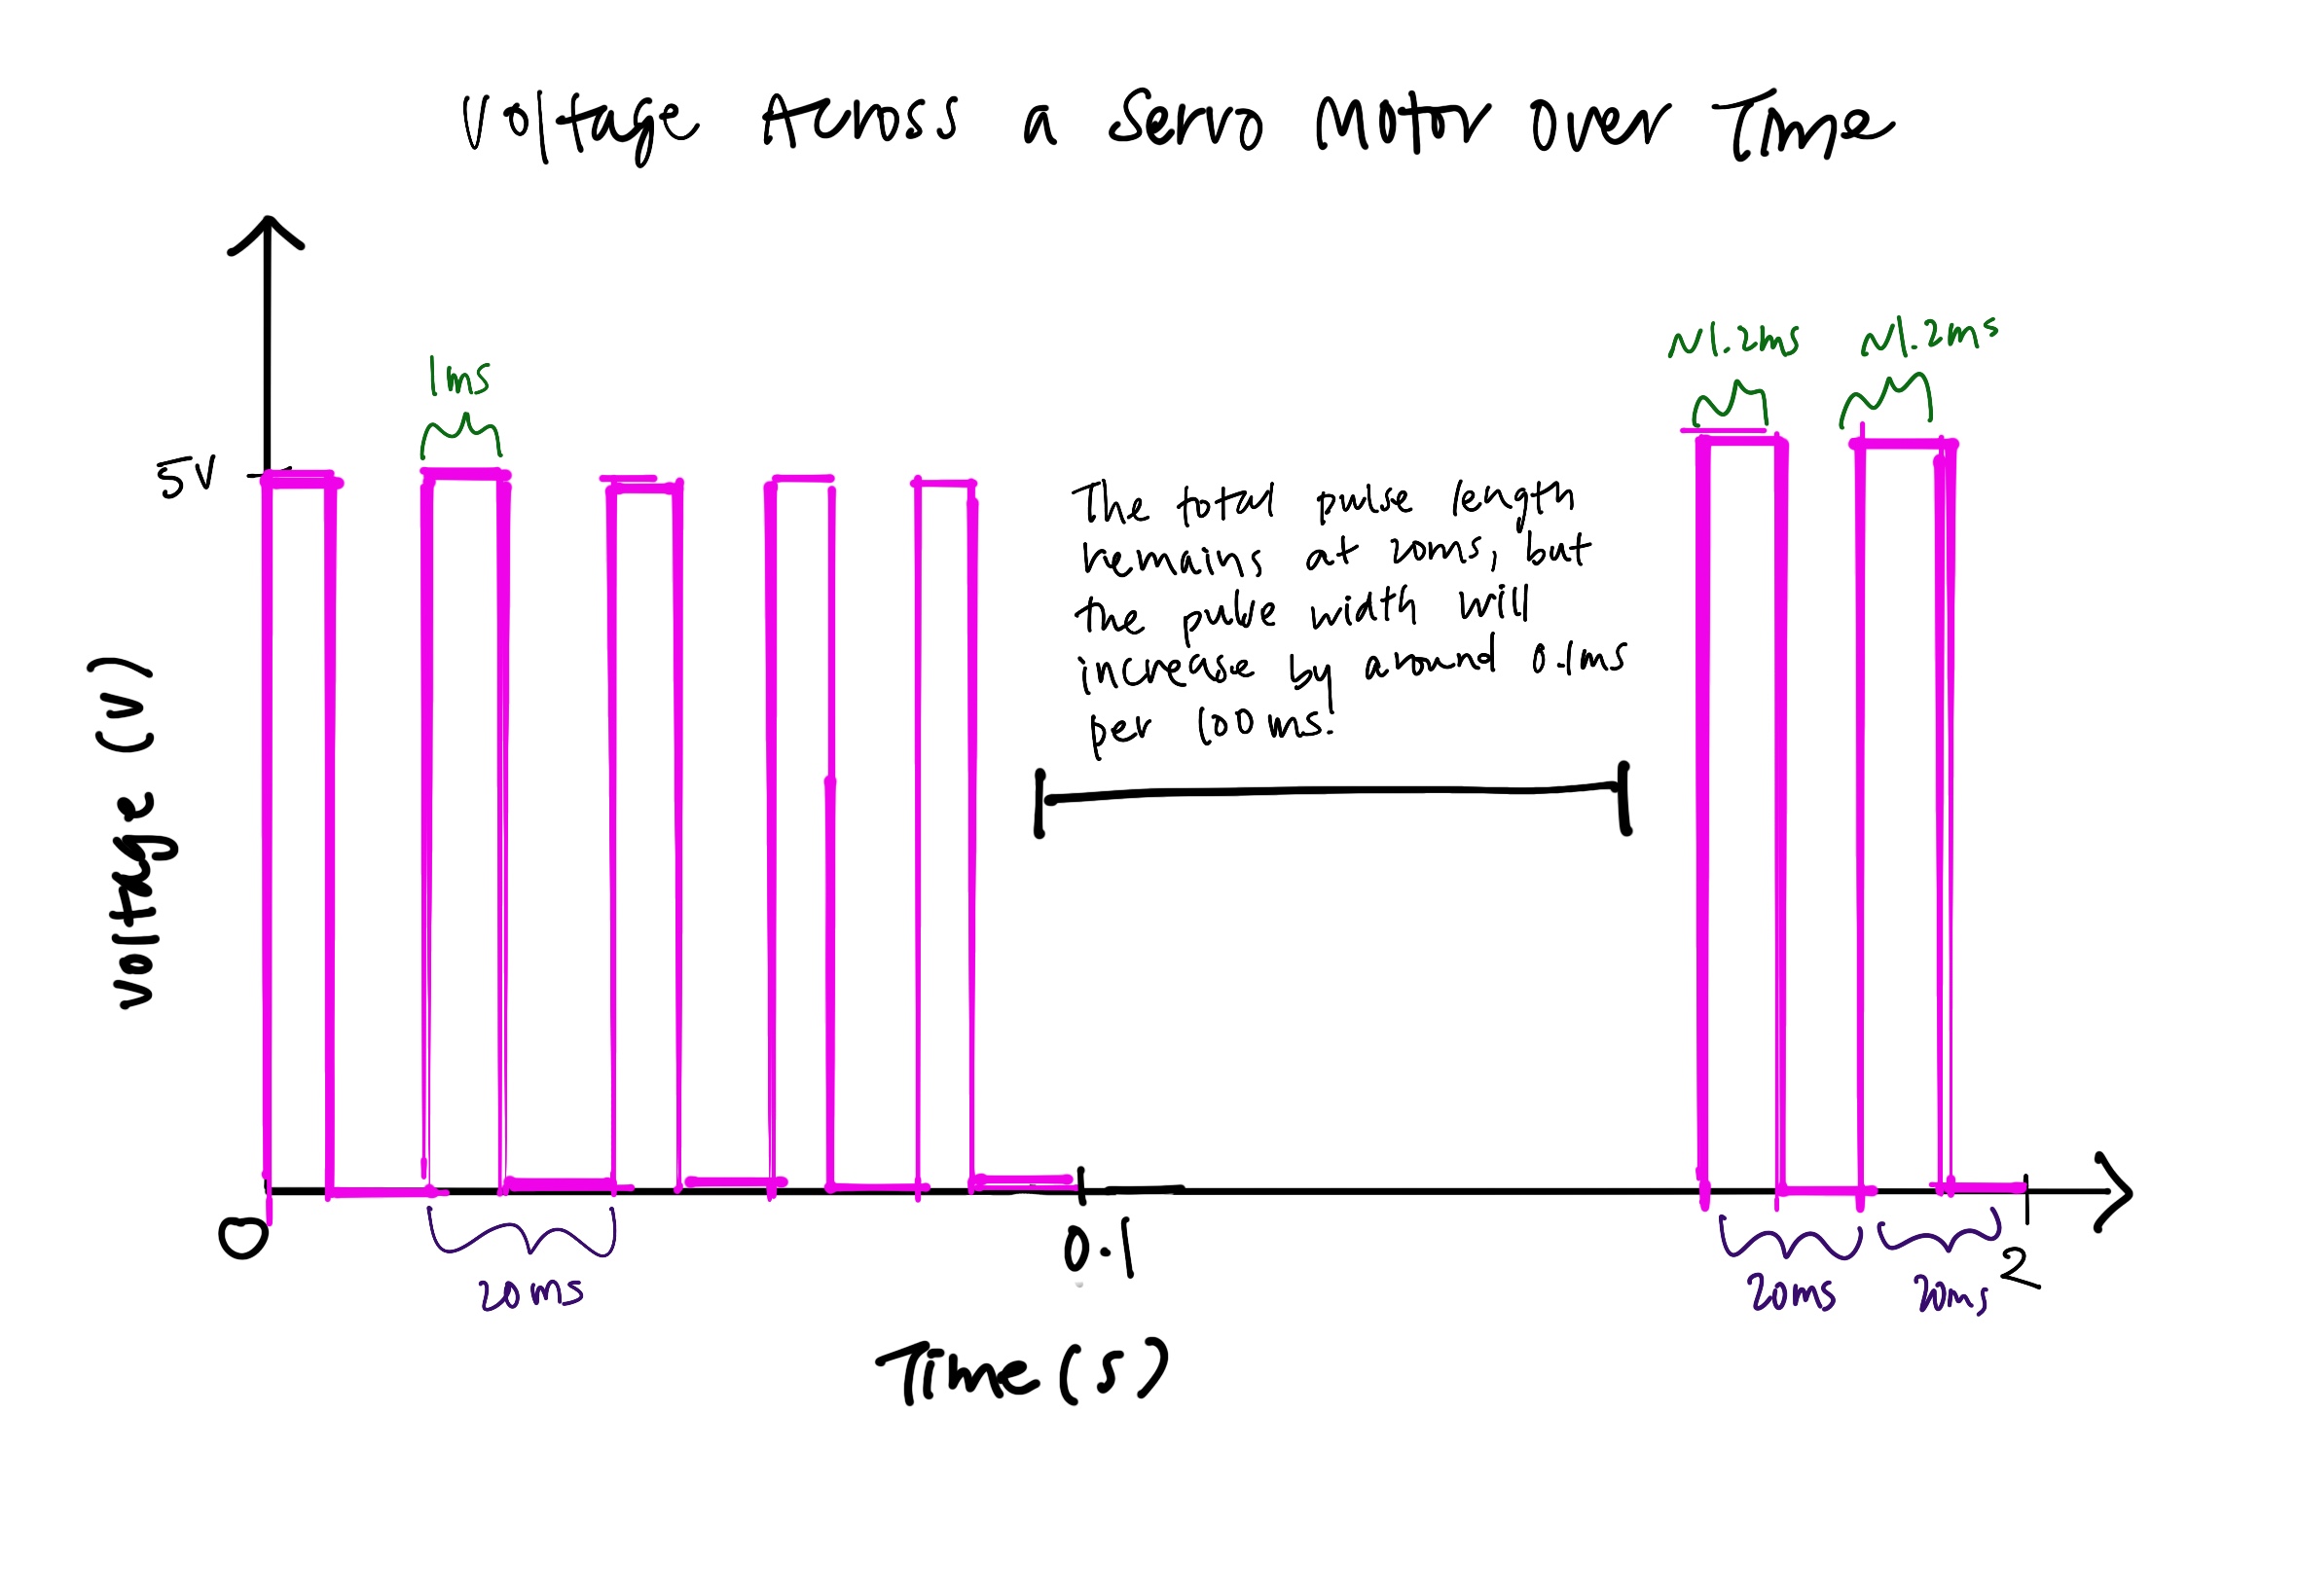 Voltage Across a Servo Motor over Time
1ms
~1.2ms
~1.2ms
5V
The total pulse length
remains at 20ms, but
the pulse width will
increase by around 0.1ms
per 100ms.
Voltage (V)
0
0.1
2
20ms
20ms
20ms
Time (s)